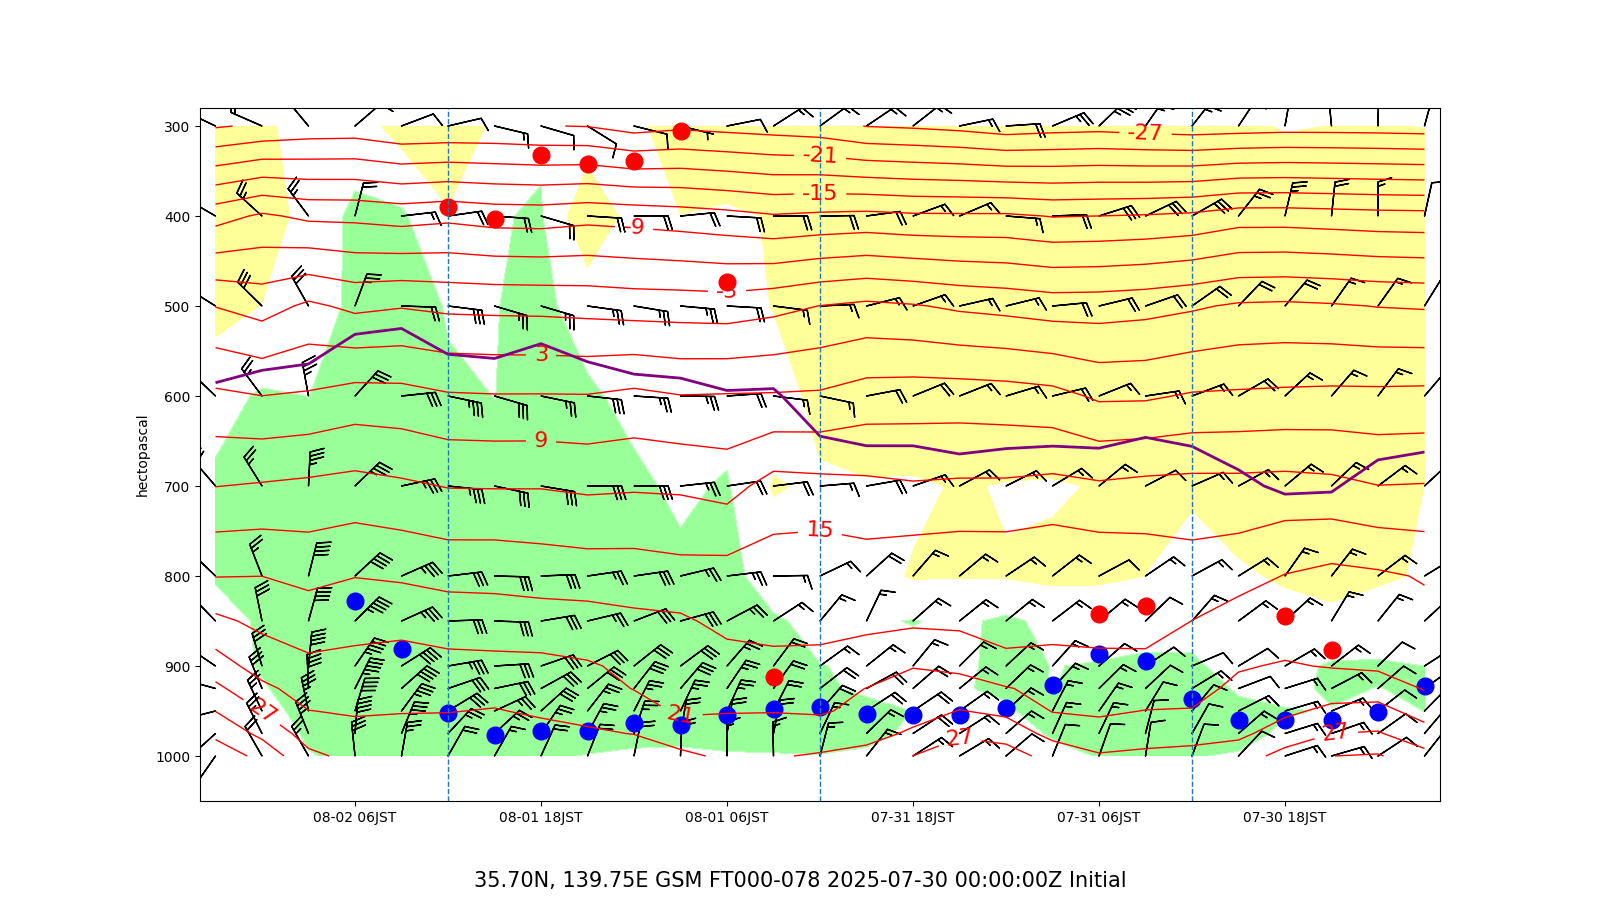 300
400
500
600
700
800
900
1000
hectopascal
-27
-21
-15
-9
-3
3
9
15
21
27
27
27
08-02 06JST
08-01 18JST
08-01 06JST
07-31 18JST
07-31 06JST
07-30 18JST
35.70N, 139.75E GSM FT000-078 2025-07-30 00:00:00Z Initial